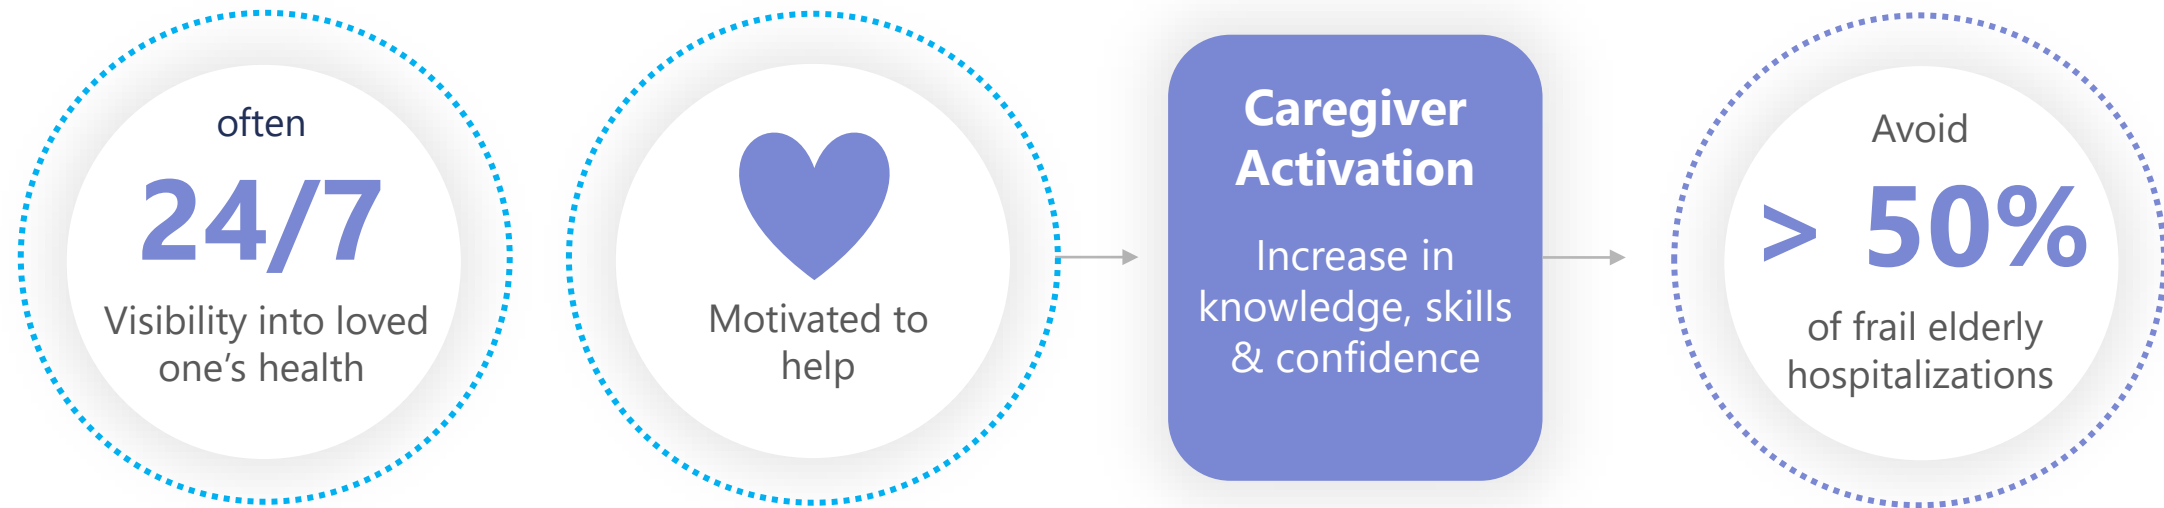 often
24/7
Visibility into loved
one’s health
Motivated to
help
Caregiver
Activation
Increase in
knowledge, skills
& confidence
Avoid
> 50%
of frail elderly
hospitalizations